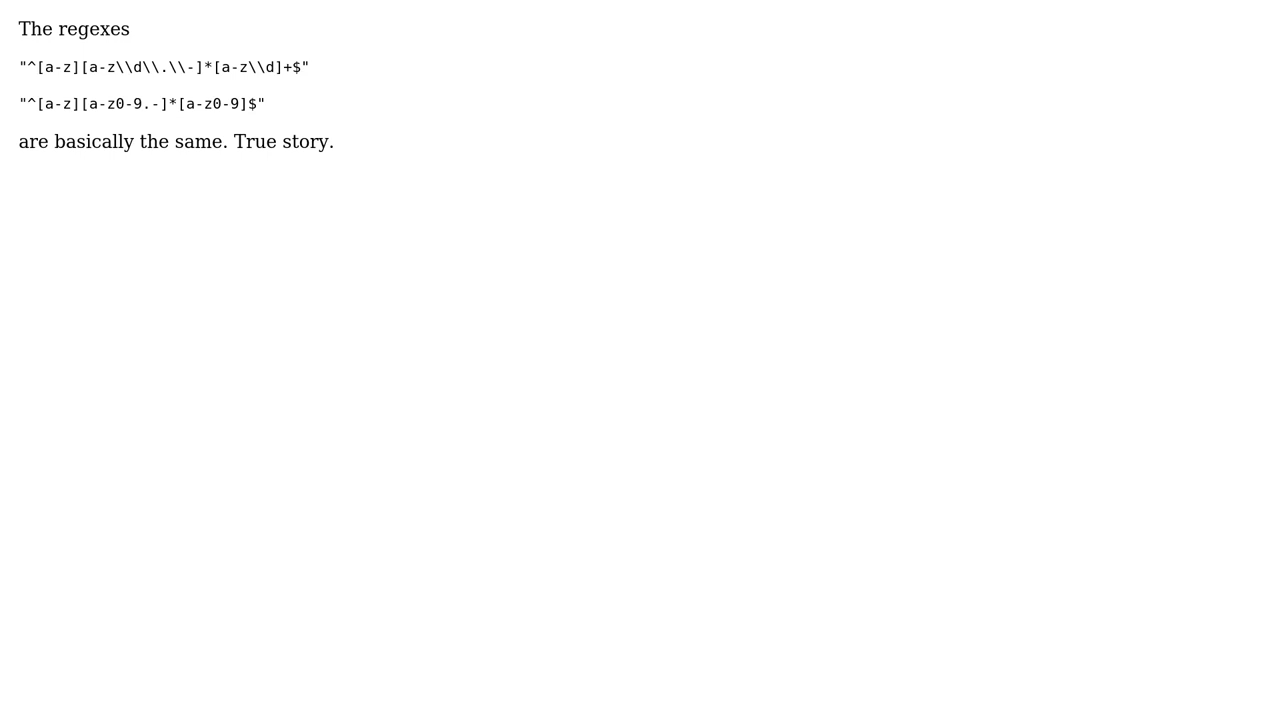 The regexes
"^[a-z][a-z\\d\\.\\-]*[a-z\\d]+$"
"^[a-z][a-z0-9.-]*[a-z0-9]$"
are basically the same. True story.